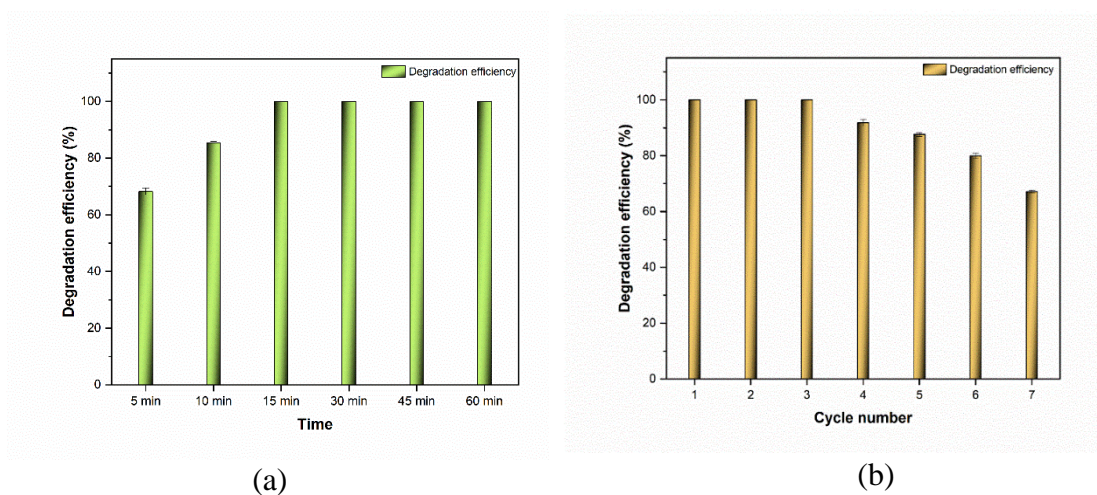 Degradation efficiency
100
80
60
40
20
0
Degradation efficiency (%)
5 min 10 min 15 min 30 min 45 min 60 min
Time
(a)
Degradation efficiency
100
80
60
40
20
0
Degradation efficiency (%)
1 2 3 4 5 6 7
Cycle number
(b)